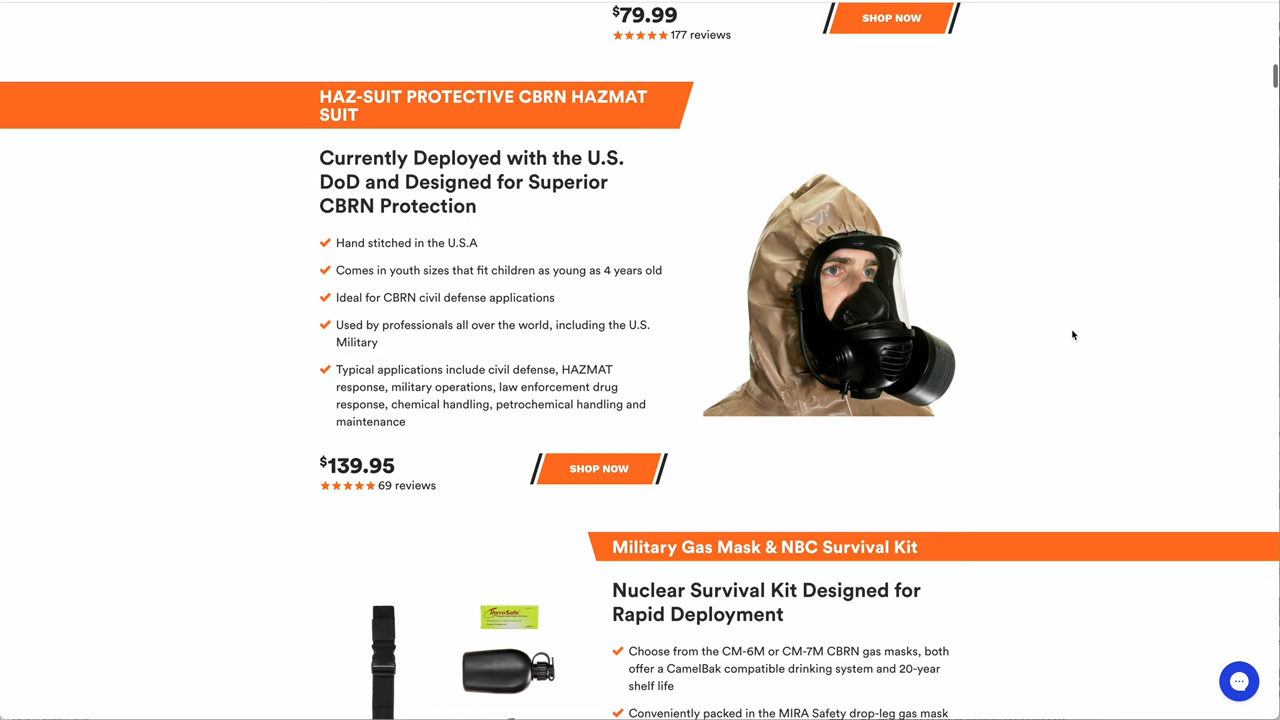 $79.99
177 reviews
SHOP NOW
HAZ-SUIT PROTECTIVE CBRN HAZMAT
SUIT
Currently Deployed with the U.S.
DoD and Designed for Superior
CBRN Protection
Hand stitched in the U.S.A
Comes in youth sizes that fit children as young as 4 years old
Ideal for CBRN civil defense applications
Used by professionals all over the world, including the U.S.
Military
Typical applications include civil defense, HAZMAT
response, military operations, law enforcement drug
response, chemical handling, petrochemical handling and
maintenance
$139.95
69 reviews
SHOP NOW
Military Gas Mask & NBC Survival Kit
Nuclear Survival Kit Designed for
Rapid Deployment
ThyroSafe
Choose from the CM-6M or CM-7M CBRN gas masks, both
offer a CamelBak compatible drinking system and 20-year
shelf life
Conveniently packed in the MIRA Safety drop-leg gas mask